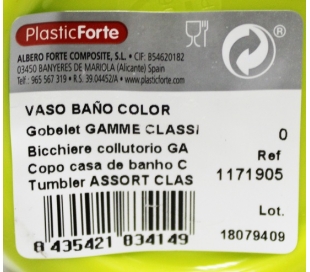 PlasticForte
ALBERO FORTE COMPOSITE, S.L. • CIF: B54620182
03450 BANYERES DE MARIOLA (Alicante) Spain
Telf.: 965 567 319 • R.S. 39.04452/A • www.plasticforte.com
VASO BAÑO COLOR
Gobelet GAMME CLASSI
Bicchiere collutorio GA
Copo casa de banho C
Tumbler ASSORT CLAS
0
Ref
1171905
Lot.
18079409
8 435421 834149